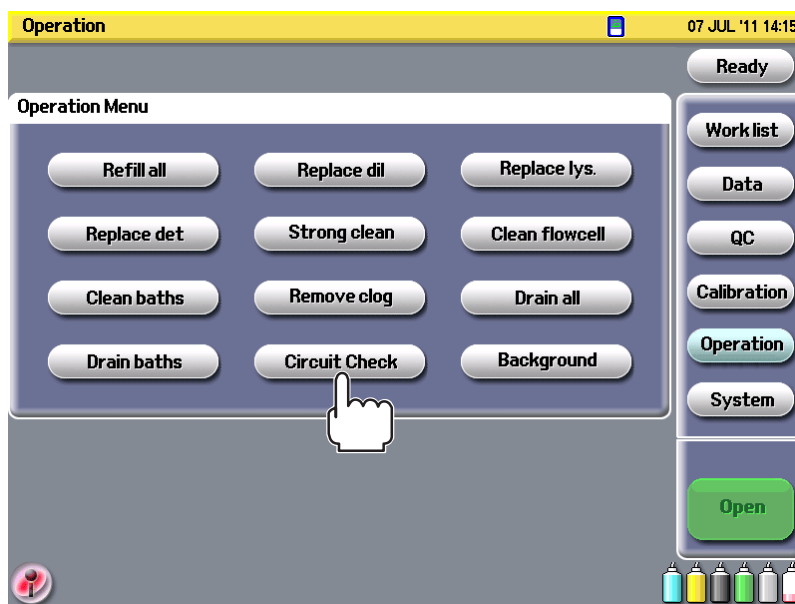 Operation
07 JUL '11 14:15
Ready
Operation Menu
Work list
Refill all
Replace dil
Replace lys.
Data
Replace det
Strong clean
Clean flowcell
QC
Clean baths
Remove clog
Drain all
Calibration
Drain baths
Circuit Check
Background
Operation
System
Open